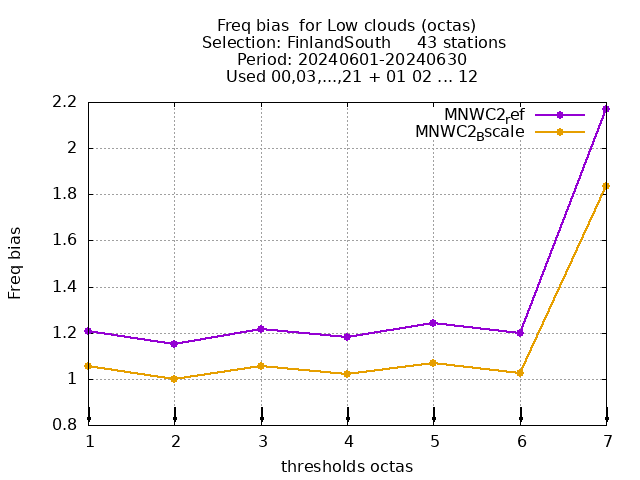 Freq bias  for Low clouds (octas)
Selection: FinlandSouth     43 stations
Period: 20240601-20240630
Used 00,03,...,21 + 01 02 ... 12
MNWC2ref
MNWC2Bscale
2.2
2
1.8
1.6
1.4
1.2
1
0.8
Freq bias
1 2 3 4 5 6 7
thresholds octas